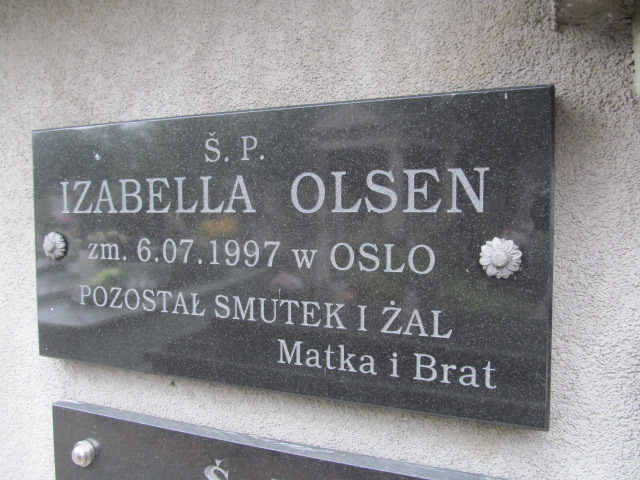 Š. P.
IZABELLA OLSEN
zm. 6.07.1997 w OSLO
POZOSTAŁ SMUTEK I ŻAL
Matka i Brat
Ś